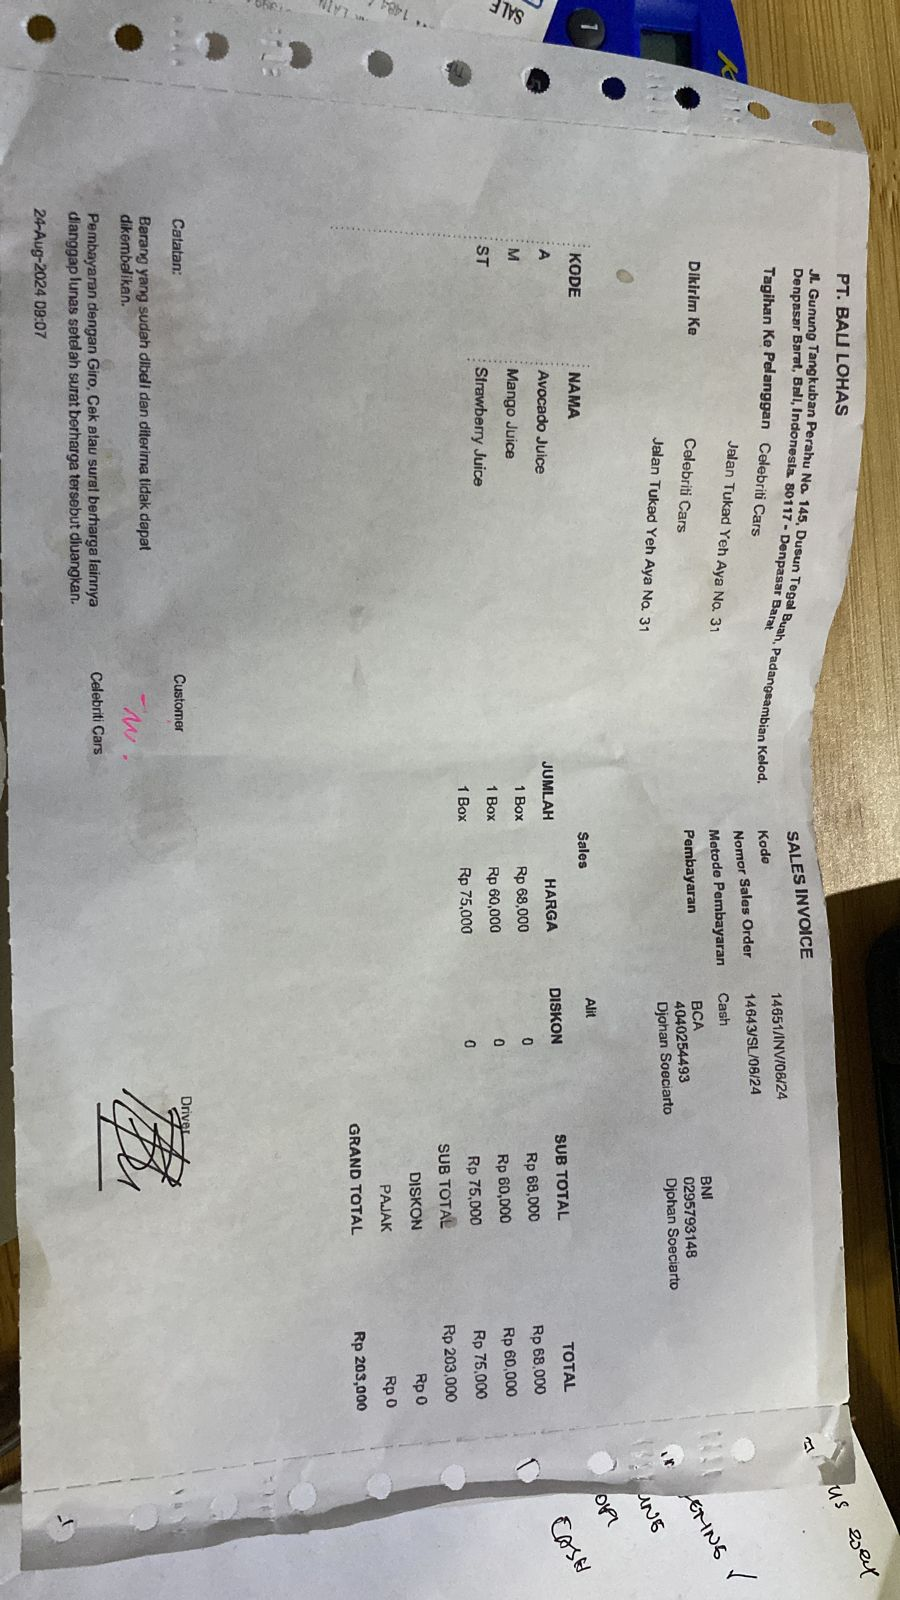 PT. BALI LOHAS
Jl. Gunung Tangkuban Perahu No. 145, Dusun Tegal Buah, Padangsambian Kelod,
Denpasar Barat, Bali, Indonesia. 80117 - Denpasar Barat
Tagihan Ke Pelanggan Celebriti Cars
Jalan Tukad Yeh Aya No. 31
Dikirim Ke Celebriti Cars
Jalan Tukad Yeh Aya No. 31
SALES INVOICE
Kode 14651/INV/08/24
Nomor Sales Order 14643/SL/08/24
Metode Pembayaran Cash
Pembayaran BCA BNI
4040254493 0295793148
Djohan Soeciarto Djohan Soeciarto
Sales Alit
KODE NAMA JUMLAH HARGA DISKON SUB TOTAL TOTAL
A Avocado Juice 1 Box Rp 68,000 0 Rp 68,000 Rp 68,000
M Mango Juice 1 Box Rp 60,000 0 Rp 60,000 Rp 60,000
ST Strawberry Juice 1 Box Rp 75,000 0 Rp 75,000 Rp 75,000
SUB TOTAL Rp 203,000
DISKON Rp 0
PAJAK Rp 0
GRAND TOTAL Rp 203,000
Catatan:
Barang yang sudah dibeli dan diterima tidak dapat
dikembalikan.
Pembayaran dengan Giro, Cek atau surat berharga lainnya
dianggap lunas setelah surat berharga tersebut diuangkan.
24-Aug-2024 09:07
Customer
Celebriti Cars
Driver
SALE
1
CASH